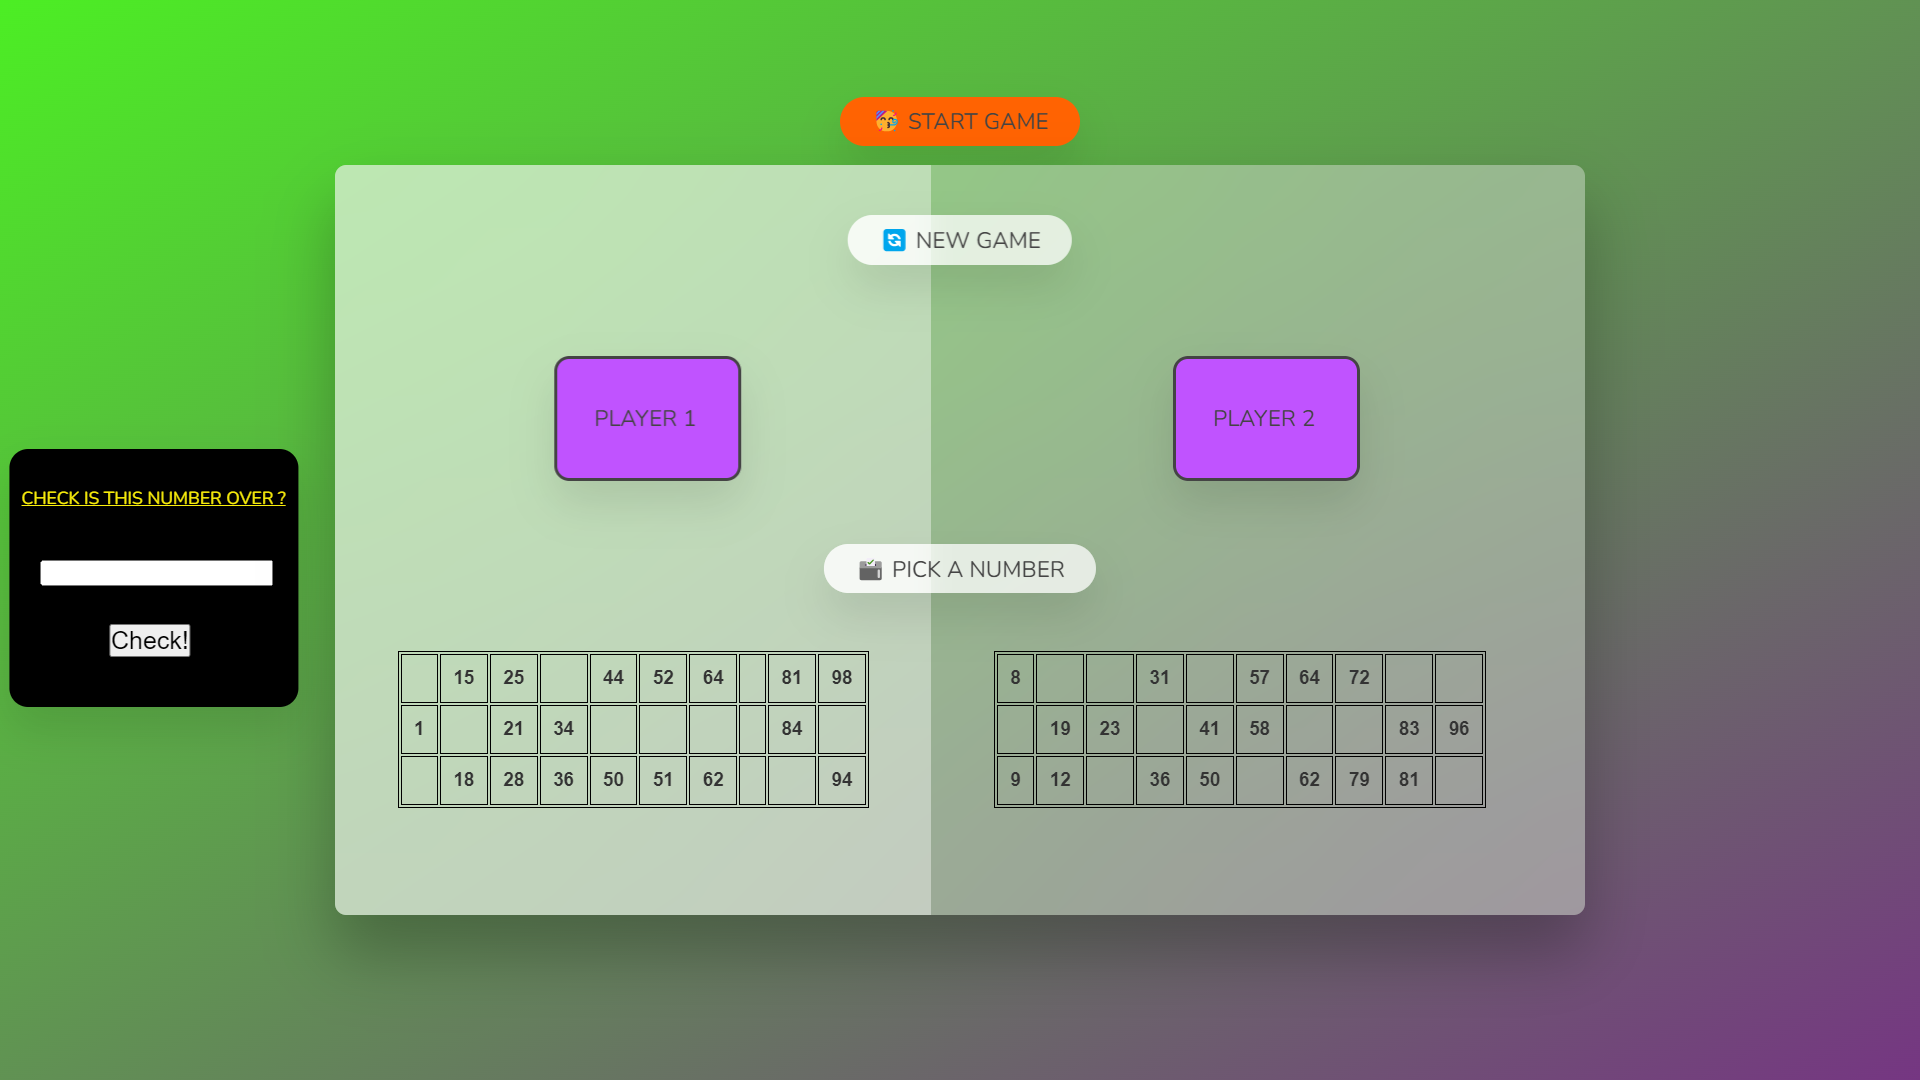 START GAME
NEW GAME
PLAYER 1
PLAYER 2
CHECK IS THIS NUMBER OVER ?
PICK A NUMBER
Check!
15 25 44 52 64 81 98
1 21 34 84
18 28 36 50 51 62 94
8 31 57 64 72
19 23 41 58 83 96
9 12 36 50 62 79 81